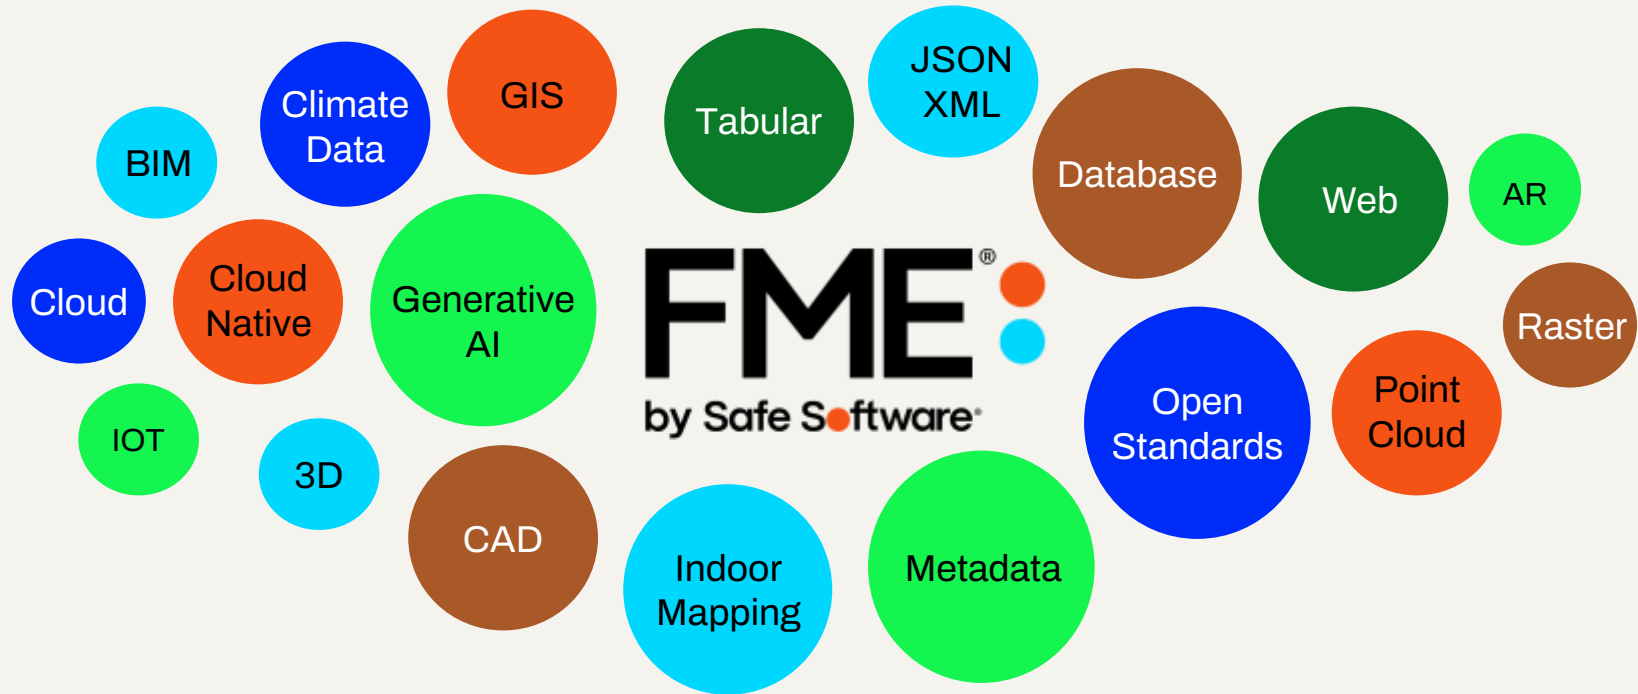 Climate
Data
GIS
Tabular
JSON
XML
BIM
Database
Web
AR
Cloud
Cloud
Native
Generative
AI
FME®
by Safe Software
Raster
Open
Standards
Point
Cloud
IOT
3D
CAD
Indoor
Mapping
Metadata